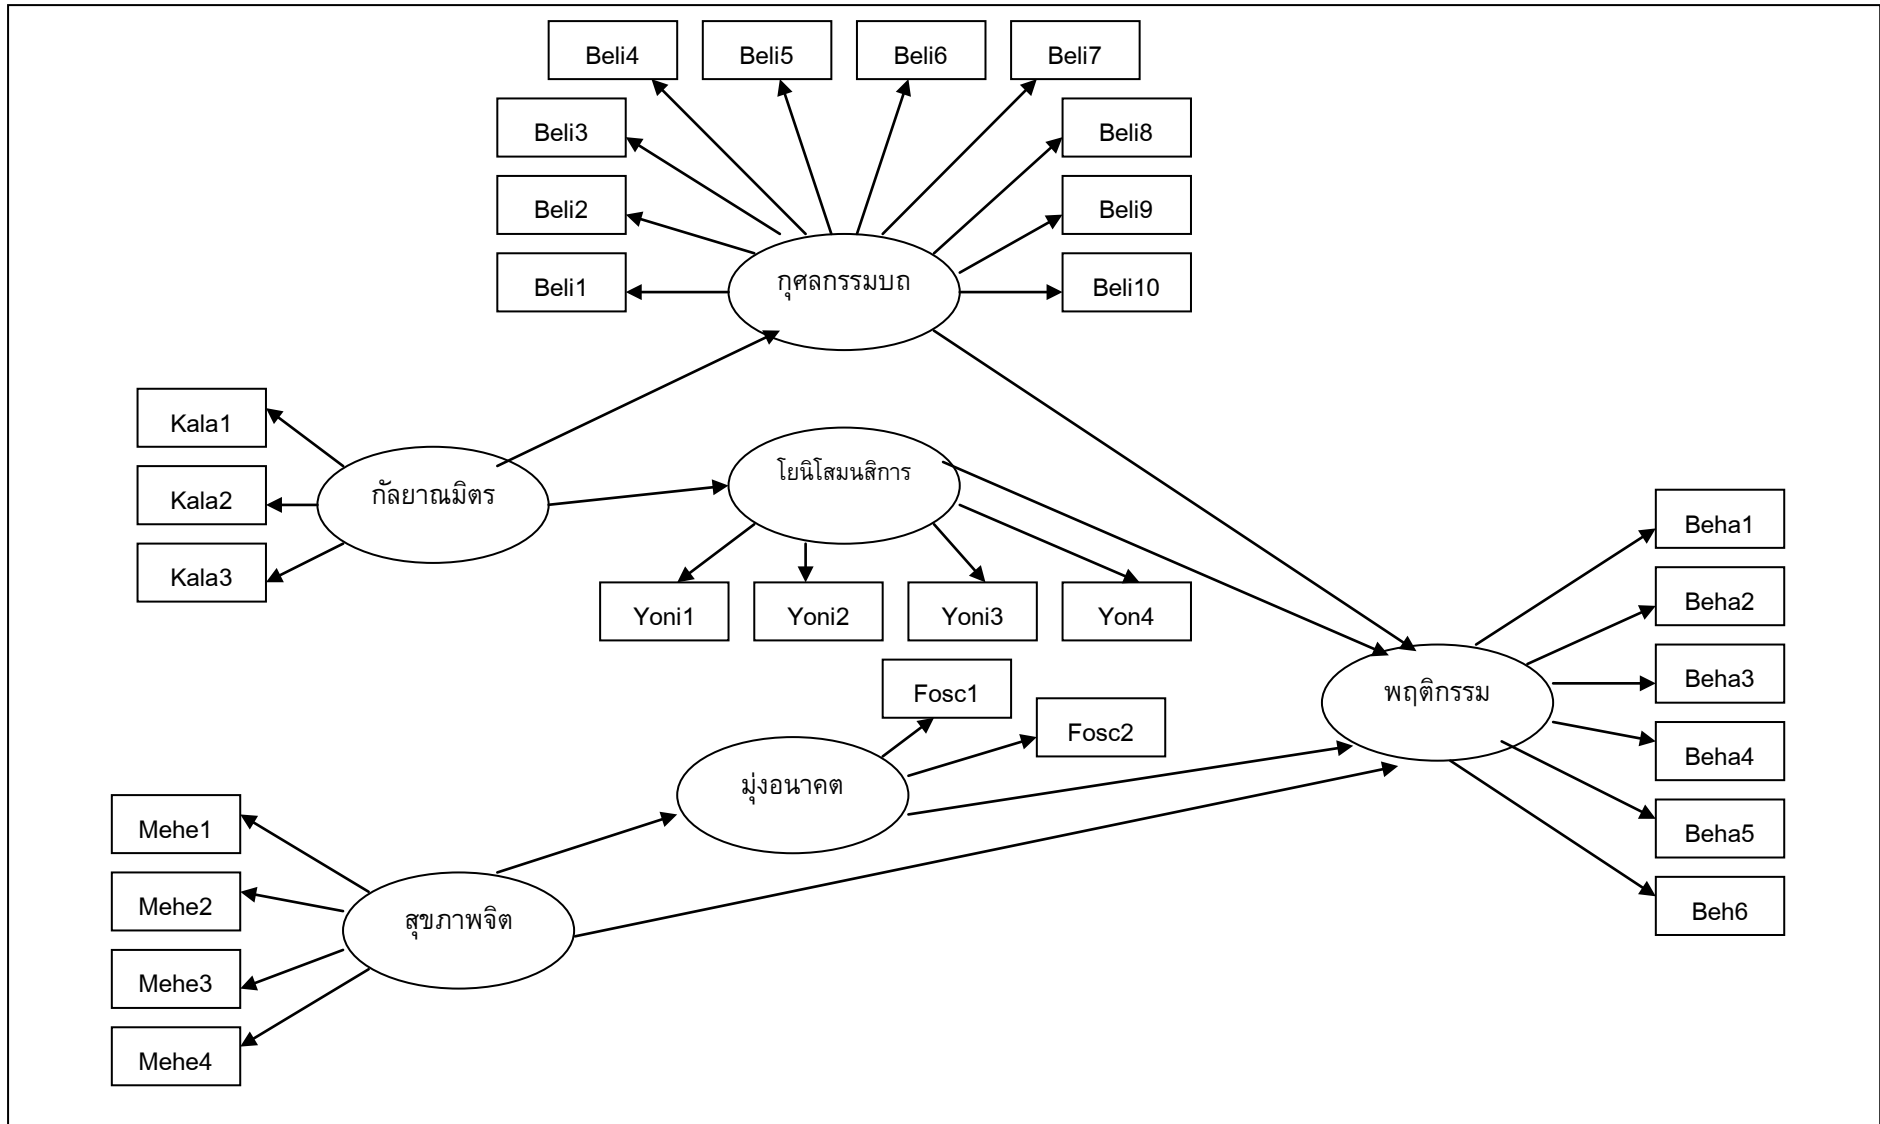 Beli4
Beli5
Beli6
Beli7
Beli3
Beli8
Beli2
Beli9
Beli1
กุศลกรรมบถ
Beli10
Kala1
Kala2
กัลยาณมิตร
โยนิโสมนสิการ
Kala3
Yoni1
Yoni2
Yoni3
Yon4
Beha1
Beha2
Fosc1
Fosc2
พฤติกรรม
Beha3
Beha4
มุ่งอนาคต
Mehe1
Beha5
Mehe2
สุขภาพจิต
Beh6
Mehe3
Mehe4